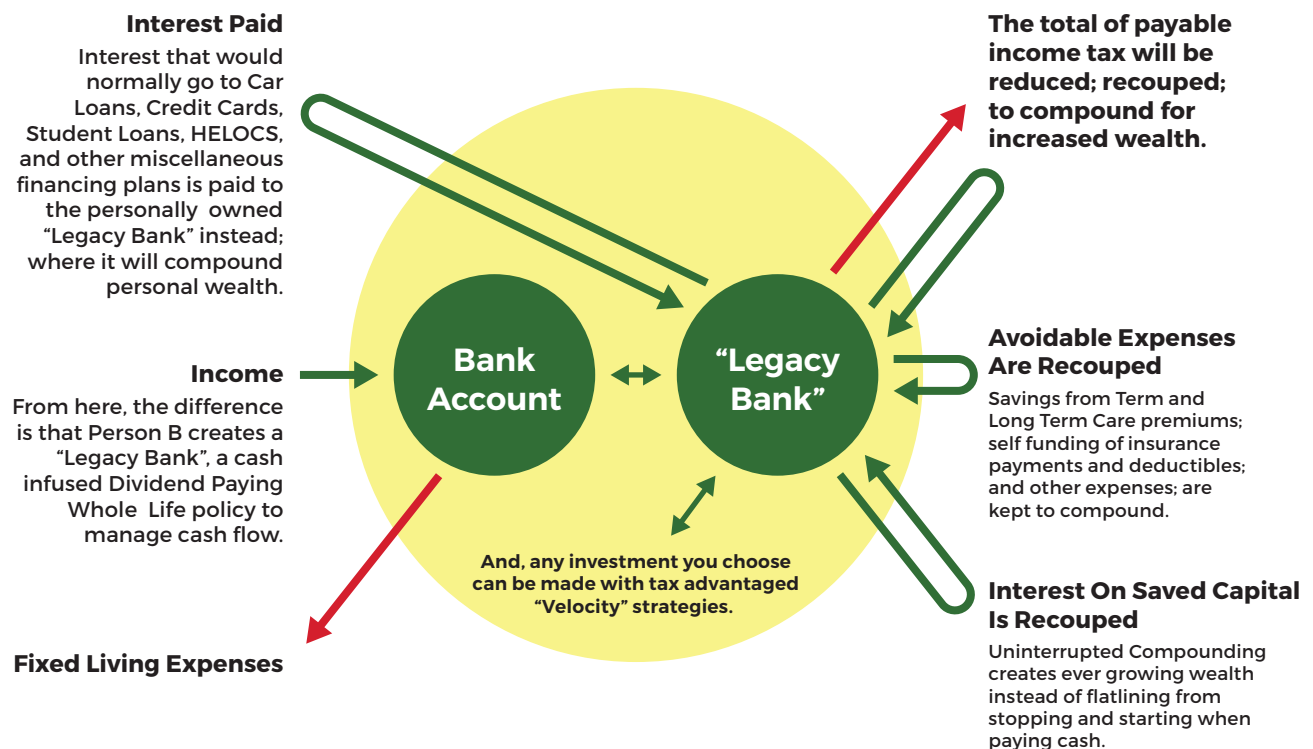 Interest Paid
Interest that would
normally go to Car
Loans, Credit Cards,
Student Loans, HELOCS,
and other miscellaneous
financing plans is paid to
the personally owned
“Legacy Bank” instead;
where it will compound
personal wealth.
Income
From here, the difference
is that Person B creates a
“Legacy Bank”, a cash
infused Dividend Paying
Whole Life policy to
manage cash flow.
Fixed Living Expenses
Bank
Account
“Legacy
Bank”
And, any investment you choose
can be made with tax advantaged
“Velocity” strategies.
The total of payable
income tax will be
reduced; recouped;
to compound for
increased wealth.
Avoidable Expenses
Are Recouped
Savings from Term and
Long Term Care premiums;
self funding of insurance
payments and deductibles;
and other expenses; are
kept to compound.
Interest On Saved Capital
Is Recouped
Uninterrupted Compounding
creates ever growing wealth
instead of flatlining from
stopping and starting when
paying cash.